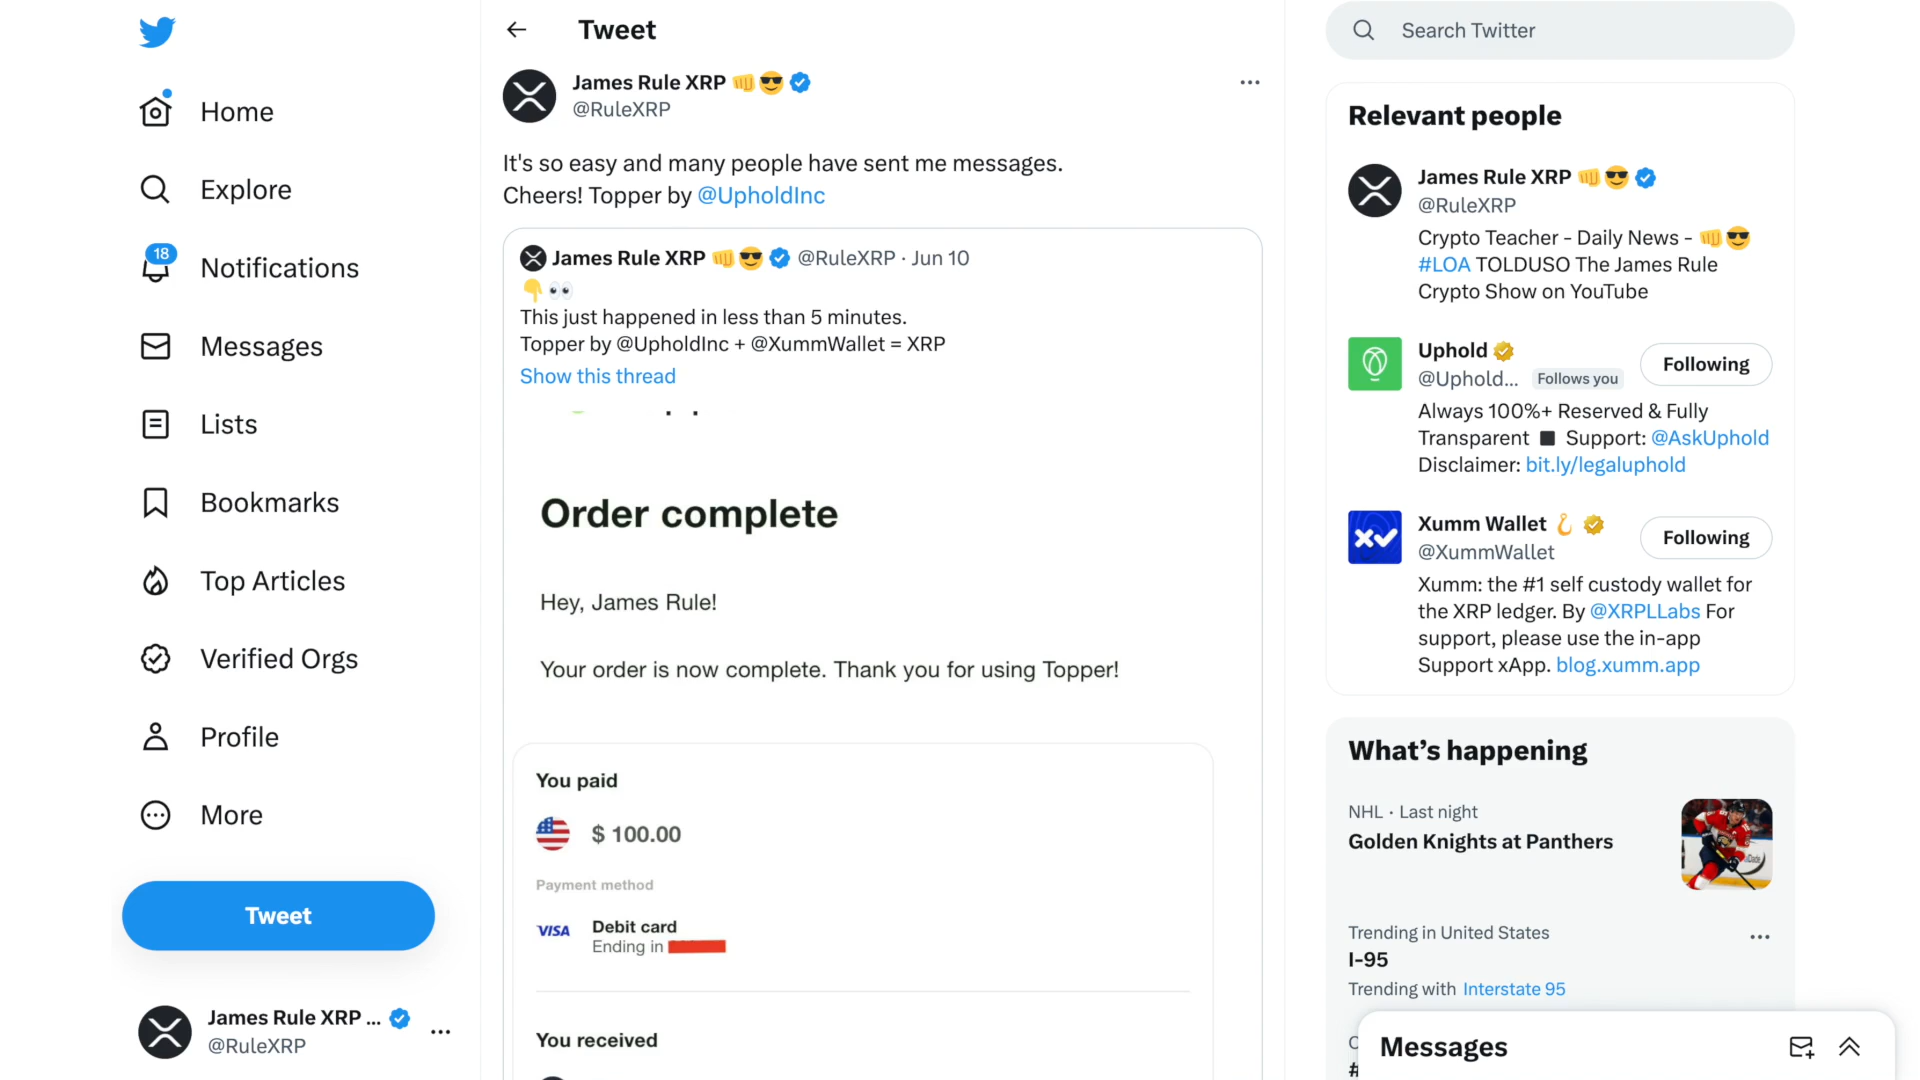 Home
Explore
18
Notifications
Messages
Lists
Bookmarks
Top Articles
Verified Orgs
Profile
More
Tweet
James Rule XRP ...
@RuleXRP
Tweet
James Rule XRP
@RuleXRP
It's so easy and many people have sent me messages.
Cheers! Topper by @UpholdInc
James Rule XRP @RuleXRP · Jun 10
This just happened in less than 5 minutes.
Topper by @UpholdInc + @XummWallet = XRP
Show this thread
Order complete
Hey, James Rule!
Your order is now complete. Thank you for using Topper!
You paid
$ 100.00
Payment method
VISA
Debit card
Ending in
You received
Search Twitter
Relevant people
James Rule XRP
@RuleXRP
Crypto Teacher - Daily News -
#LOA TOLDUSO The James Rule
Crypto Show on YouTube
Uphold
@Uphold... Follows you
Following
Always 100%+ Reserved & Fully
Transparent Support: @AskUphold
Disclaimer: bit.ly/legaluphold
Xumm Wallet
@XummWallet
Following
Xumm: the #1 self custody wallet for
the XRP ledger. By @XRPLLabs For
support, please use the in-app
Support xApp. blog.xumm.app
What’s happening
NHL · Last night
Golden Knights at Panthers
Trending in United States
I-95
Trending with Interstate 95
Messages